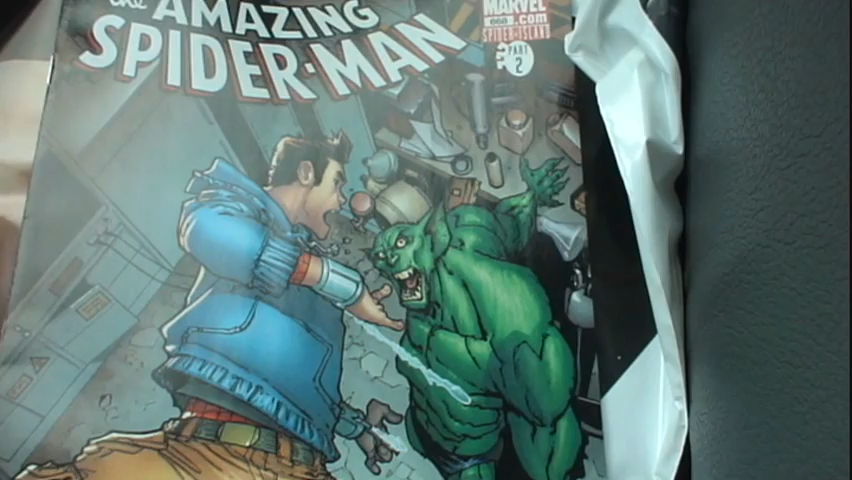 the AMAZING
SPIDER-MAN
MARVEL
.com
SPIDER-ISLAND
PART
2